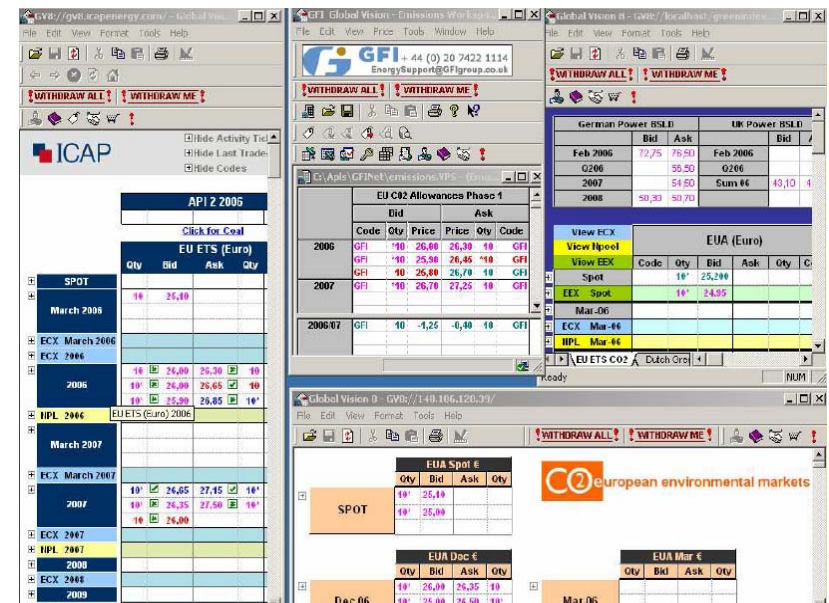 GV8://gv8.icapenergy.com/ - Glob
File Edit View Format Tools Help
WITHDRAW ALL WITHDRAW ME
ICAP
Hide Activity
Hide Last Trade
Hide Codes
API 2 2006
Click for Coal
EU ETS (Euro)
Qty Bid Ask Qty
SPOT
March 2006 10 25,10
ECX March 2006
ECX 2006
10 26,00 26,30 10
2006 10* 26,00 26,65 10
10* 25,90 26,85 10*
NPL 2006 EU ETS (Euro) 2006
March 2007
ECX March 2007
10* 26,65 27,15 10*
2007 10* 26,35 27,50 10*
10 26,00
ECX 2007
NPL 2007
2008
ECX 2008
2009
GFI Global Vision - Emissions
File Edit View Price Tools Window Help
GFI + 44 (0) 20 7422 1114
EnergySupport@GFIgroup.co.uk
WITHDRAW ALL WITHDRAW ME
C:\Apls\GFINet\emissions.VPS -
EU CO2 Allowances Phase 1
Bid Ask
Code Qty Price Price Qty Code
2006 GFI *10 26,00 26,30 10 GFI
GFI *10 25,90 26,45 *10 GFI
GFI 10 25,80 26,70 10 GFI
2007 GFI *10 26,70 27,25 10 GFI
2006/07 GFI 10 -1,25 -0,40 10 GFI
Global Vision 8 - GV8://localhost/greenindex
File Edit View Format Tools Help
WITHDRAW ALL WITHDRAW ME
German Power BSLD UK Power BSLD
Bid Ask Bid
Feb 2006 72,75 76,50 Feb 2006
Q206 55,50 Q206
2007 54,60 Sum 06 43,10
2008 50,30 50,70
View ECX
View Npool EUA (Euro)
View EEX Code Qty Bid Ask Qty
Spot 10* 25,200
EEX Spot 10* 24,95
Mar-06
ECX Mar-06
NPL Mar-06
EU ETS CO2 Dutch
Ready NUM
Global Vision 8 - GV8://140.106.120.39/
File Edit View Format Tools Help
WITHDRAW ALL WITHDRAW ME
EUA Spot €
Qty Bid Ask Qty
SPOT 10* 25,10
10* 25,00
CO2 european environmental markets
EUA Dec € EUA Mar €
Qty Bid Ask Qty Qty Bid Ask Qty
Dec 06 10* 26,00 26,35 10 Mar 06